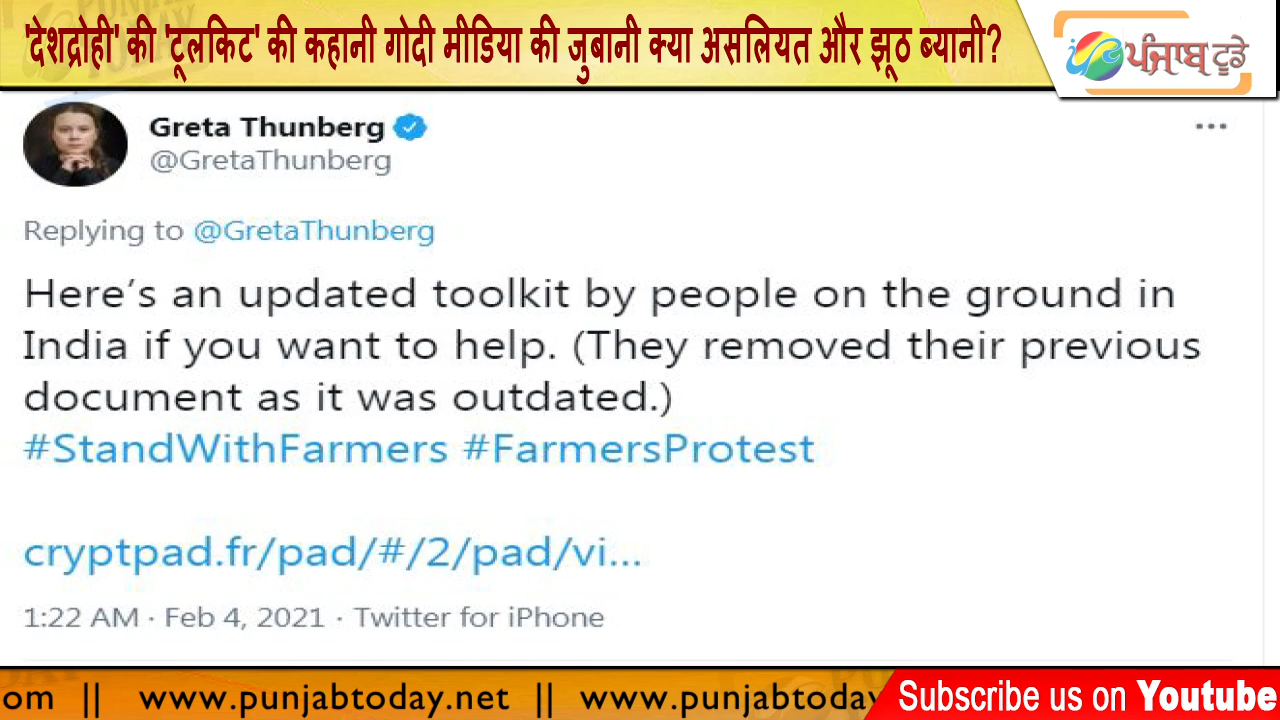 'देशद्रोही' की 'टूलकिट' की कहानी गोदी मीडिया की जुबानी क्या असलियत और झूठ ब्यानी?
ਪੰਜਾਬ ਟੂਡੇ
Greta Thunberg
@GretaThunberg
Replying to @GretaThunberg
Here's an updated toolkit by people on the ground in
India if you want to help. (They removed their previous
document as it was outdated.)
#StandWithFarmers #FarmersProtest
cryptpad.fr/pad/#/2/pad/vi...
1:22 AM · Feb 4, 2021 · Twitter for iPhone
om || www.punjabtoday.net || www.punjabtoday
Subscribe us on Youtube